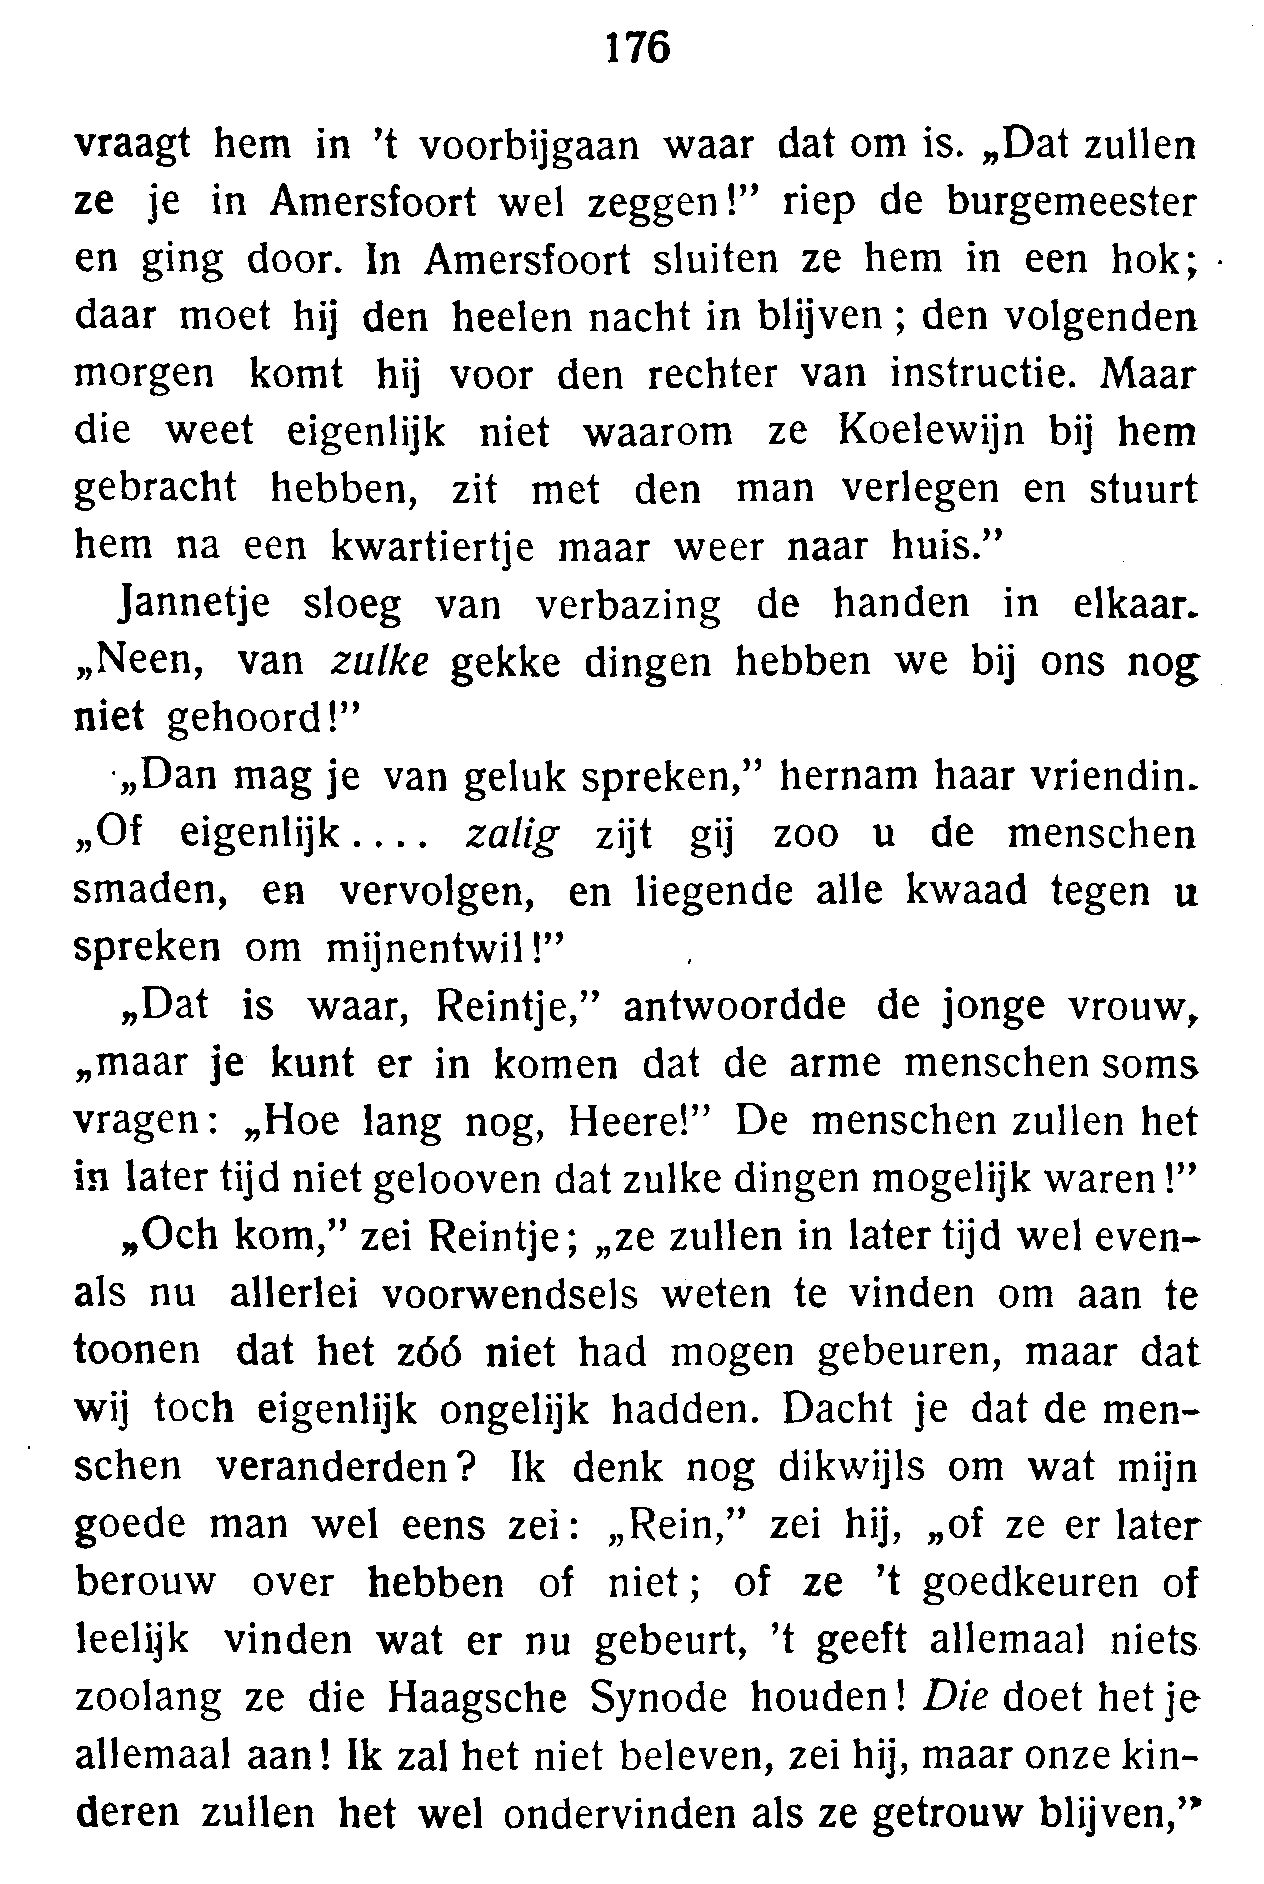 176
vraagt hem in 't voorbijgaan waar dat om is. „Dat zullen
ze je in Amersfoort wel zeggen!” riep de burgemeester
en ging door. In Amersfoort sluiten ze hem in een hok;
daar moet hij den heelen nacht in blijven; den volgenden
morgen komt hij voor den rechter van instructie. Maar
die weet eigenlijk niet waarom ze Koelewijn bij hem
gebracht hebben, zit met den man verlegen en stuurt
hem na een kwartiertje maar weer naar huis.”
Jannetje sloeg van verbazing de handen in elkaar.
„Neen, van zulke gekke dingen hebben we bij ons nog
niet gehoord!”
„Dan mag je van geluk spreken,” hernam haar vriendin.
„Of eigenlijk.... zalig zijt gij zoo u de menschen
smaden, en vervolgen, en liegende alle kwaad tegen u
spreken om mijnentwil!”
„Dat is waar, Reintje,” antwoordde de jonge vrouw,
„maar je kunt er in komen dat de arme menschen soms
vragen: „Hoe lang nog, Heere!” De menschen zullen het
in later tijd niet gelooven dat zulke dingen mogelijk waren!”
„Och kom,” zei Reintje; „ze zullen in later tijd wel even-
als nu allerlei voorwendsels weten te vinden om aan te
toonen dat het zóó niet had mogen gebeuren, maar dat
wij toch eigenlijk ongelijk hadden. Dacht je dat de men-
schen veranderden? Ik denk nog dikwijls om wat mijn
goede man wel eens zei: „Rein,” zei hij, „of ze er later
berouw over hebben of niet; of ze 't goedkeuren of
leelijk vinden wat er nu gebeurt, 't geeft allemaal niets
zoolang ze die Haagsche Synode houden! Die doet het je
allemaal aan! Ik zal het niet beleven, zei hij, maar onze kin-
deren zullen het wel ondervinden als ze getrouw blijven,”